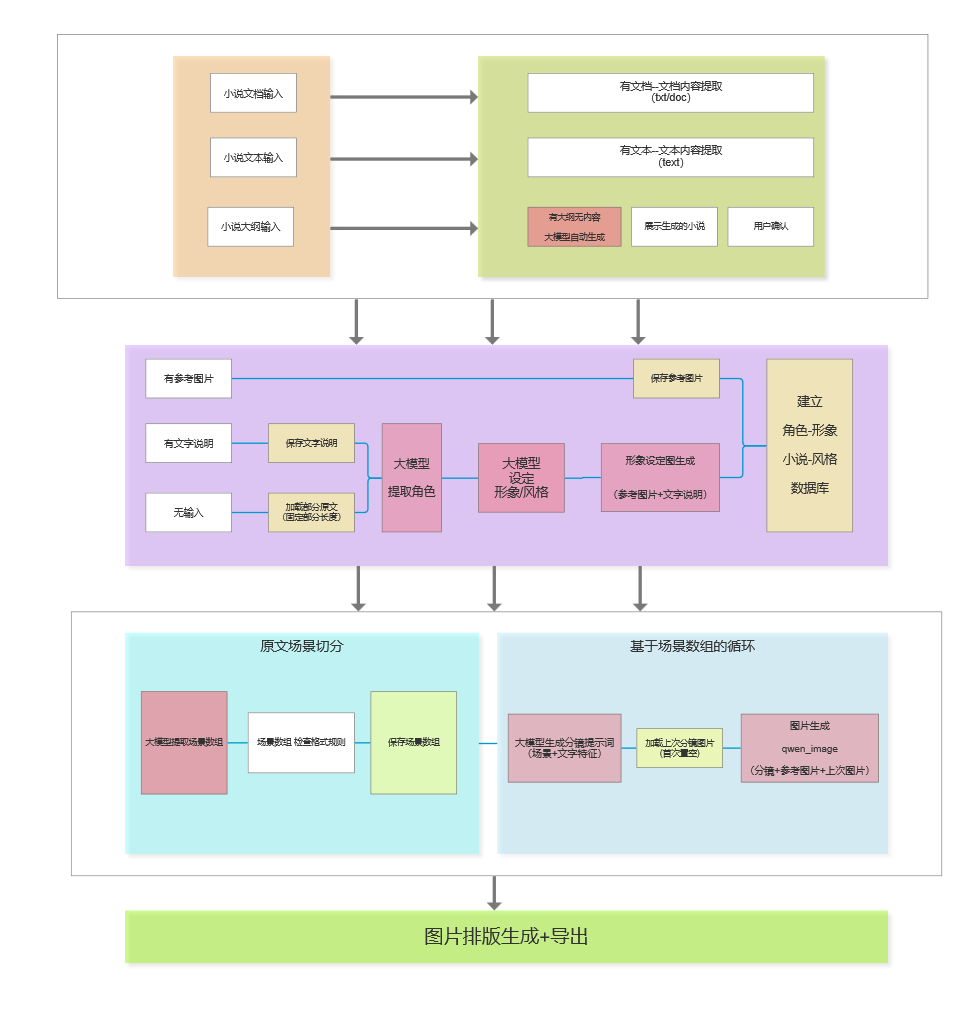 小说文档输入
有文档--文档内容提取
（txt/doc）
小说文本输入
有文本--文本内容提取
（text）
小说大纲输入
有大纲无内容
大模型自动生成
展示生成的小说
用户确认
有参考图片
保存参考图片
有文字说明
保存文字说明
无输入
加载部分原文
（固定部分长度）
大模型
提取角色
大模型
设定
形象/风格
形象设定图生成
（参考图片+文字说明）
建立
角色-形象
小说-风格
数据库
原文场景切分
大模型提取场景数组
场景数组 检查格式规则
保存场景数组
基于场景数组的循环
大模型生成分镜提示词
（场景+文字特征）
加载上次分镜图片
(首次置空)
图片生成
qwen_image
（分镜+参考图片+上次图片）
图片排版生成+导出